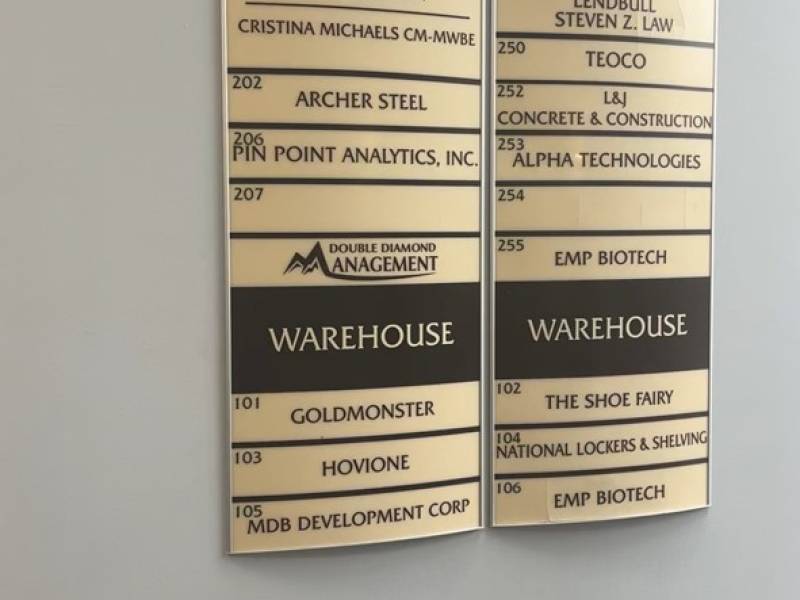 CRISTINA MICHAELS CM-MWBE
202
ARCHER STEEL
206
PIN POINT ANALYTICS, INC.
207
DOUBLE DIAMOND
MANAGEMENT
WAREHOUSE
101
GOLDMONSTER
103
HOVIONE
105
MDB DEVELOPMENT CORP
LENDBULL
STEVEN Z. LAW
250
TEOCO
252
L&J
CONCRETE & CONSTRUCTION
253
ALPHA TECHNOLOGIES
254
255
EMP BIOTECH
WAREHOUSE
102
THE SHOE FAIRY
104
NATIONAL LOCKERS & SHELVING
106
EMP BIOTECH